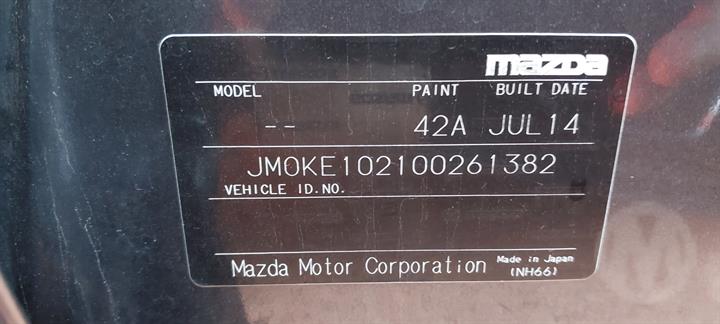 mazda
MODEL PAINT BUILT DATE
-- 42A JUL14
JM0KE102100261382
VEHICLE ID.NO.
Mazda Motor Corporation Made in Japan
(NH66)